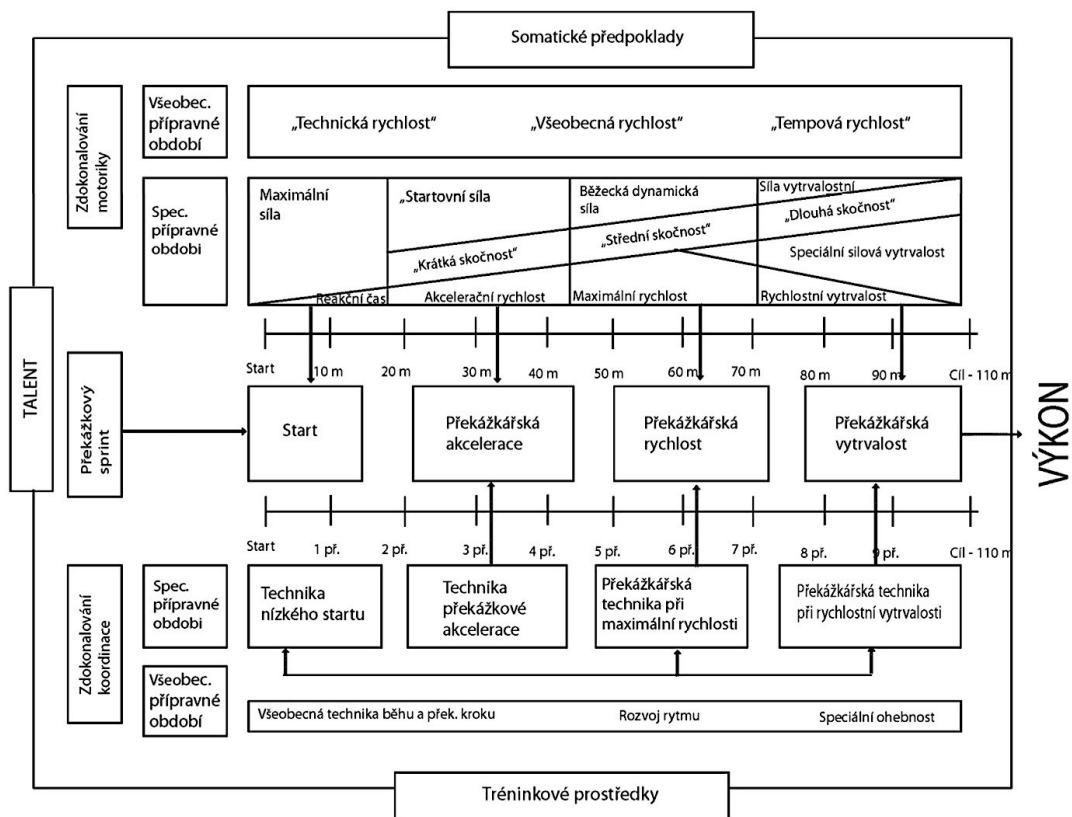 Somatické předpoklady
TALENT
Zdokonalování
motoriky
Všeobec.
přípravné
období
„Technická rychlost“
„Všeobecná rychlost“
„Tempová rychlost“
Spec.
přípravné
obdobi
Maximální
síla
„Startovní síla
Běžecká dynamická
síla
Síla vytrvalostní
„Krátká skočnost“
„Střední skočnost“
„Dlouhá skočnost“
Speciální silová vytrvalost
Reakční čas
Akcelerační rychlost
Maximální rychlost
Rychlostní vytrvalost
Start
10 m
20 m
30 m
40 m
50 m
60 m
70 m
80 m
90 m
Cíl - 110 m
Překážkový
sprint
Start
Překážkářská
akcelerace
Překážkářská
rychlost
Překážkářská
vytrvalost
VÝKON
Start
1 př.
2 př.
3 př.
4 př.
5 př.
6 př.
7 př.
8 př.
9 př.
Cíl - 110 m
Zdokonalování
koordinace
Spec.
přípravné
obdobi
Technika
nízkého startu
Technika
překážkové
akcelerace
Překážkářská
technika při
maximální rychlosti
Překážkářská technika
při rychlostní vytrvalosti
Všeobec.
přípravné
období
Všeobecná technika běhu a přek. kroku
Rozvoj rytmu
Speciální ohebnost
Tréninkové prostředky